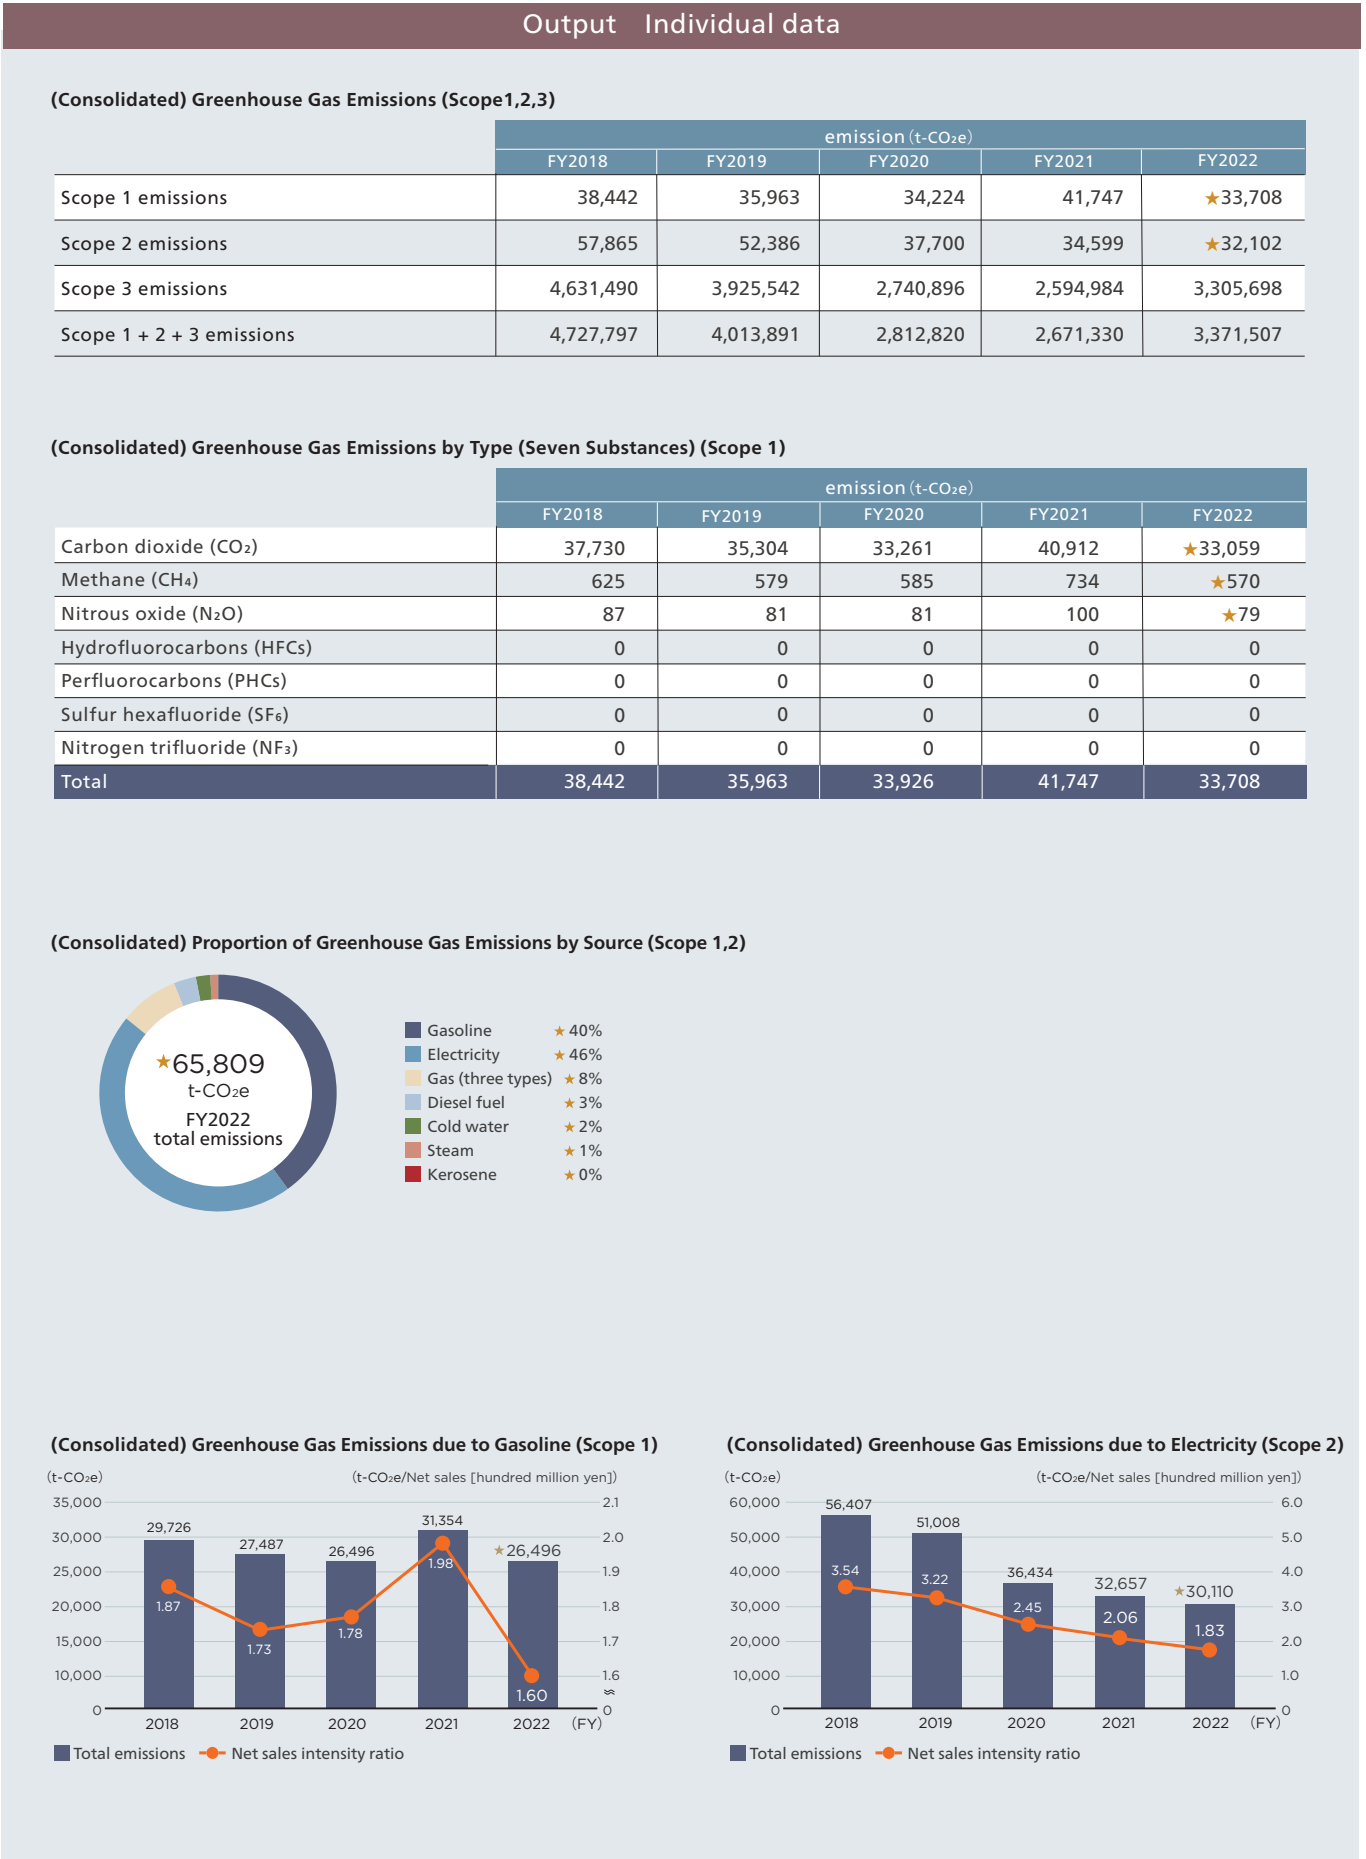 Output Individual data
(Consolidated) Greenhouse Gas Emissions (Scope1,2,3)
emission（t-CO₂e）
FY2018 FY2019 FY2020 FY2021 FY2022
Scope 1 emissions 38,442 35,963 34,224 41,747 ★33,708
Scope 2 emissions 57,865 52,386 37,700 34,599 ★32,102
Scope 3 emissions 4,631,490 3,925,542 2,740,896 2,594,984 3,305,698
Scope 1 + 2 + 3 emissions 4,727,797 4,013,891 2,812,820 2,671,330 3,371,507
(Consolidated) Greenhouse Gas Emissions by Type (Seven Substances) (Scope 1)
emission（t-CO₂e）
FY2018 FY2019 FY2020 FY2021 FY2022
Carbon dioxide (CO₂) 37,730 35,304 33,261 40,912 ★33,059
Methane (CH₄) 625 579 585 734 ★570
Nitrous oxide (N₂O) 87 81 81 100 ★79
Hydrofluorocarbons (HFCs) 0 0 0 0 0
Perfluorocarbons (PHCs) 0 0 0 0 0
Sulfur hexafluoride (SF₆) 0 0 0 0 0
Nitrogen trifluoride (NF₃) 0 0 0 0 0
Total 38,442 35,963 33,926 41,747 33,708
(Consolidated) Proportion of Greenhouse Gas Emissions by Source (Scope 1,2)
★65,809
t-CO₂e
FY2022
total emissions
Gasoline ★ 40%
Electricity ★ 46%
Gas (three types) ★ 8%
Diesel fuel ★ 3%
Cold water ★ 2%
Steam ★ 1%
Kerosene ★ 0%
(Consolidated) Greenhouse Gas Emissions due to Gasoline (Scope 1)
(t-CO₂e) (t-CO₂e/Net sales [hundred million yen])
35,000 2.1
30,000 2.0
25,000 1.9
20,000 1.8
15,000 1.7
10,000 1.6
0 0
29,726 27,487 26,496 31,354 ★26,496
1.87 1.73 1.78 1.98 1.60
2018 2019 2020 2021 2022 (FY)
Total emissions Net sales intensity ratio
(Consolidated) Greenhouse Gas Emissions due to Electricity (Scope 2)
(t-CO₂e) (t-CO₂e/Net sales [hundred million yen])
60,000 6.0
50,000 5.0
40,000 4.0
30,000 3.0
20,000 2.0
10,000 1.0
0 0
56,407 51,008 36,434 32,657 ★30,110
3.54 3.22 2.45 2.06 1.83
2018 2019 2020 2021 2022 (FY)
Total emissions Net sales intensity ratio